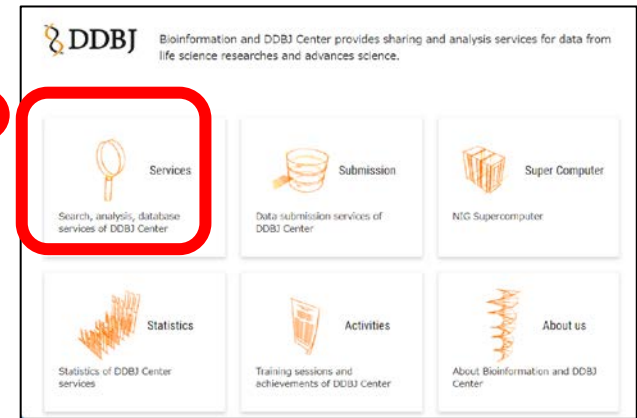 DDBJ
Bioinformation and DDBJ Center provides sharing and analysis services for data from
life science researches and advances science.
Services
Search, analysis, database
services of DDBJ Center
Submission
Data submission services of
DDBJ Center
Super Computer
NIG Supercomputer
Statistics
Statistics of DDBJ Center
services
Activities
Training sessions and
achievements of DDBJ Center
About us
About Bioinformation and DDBJ
Center